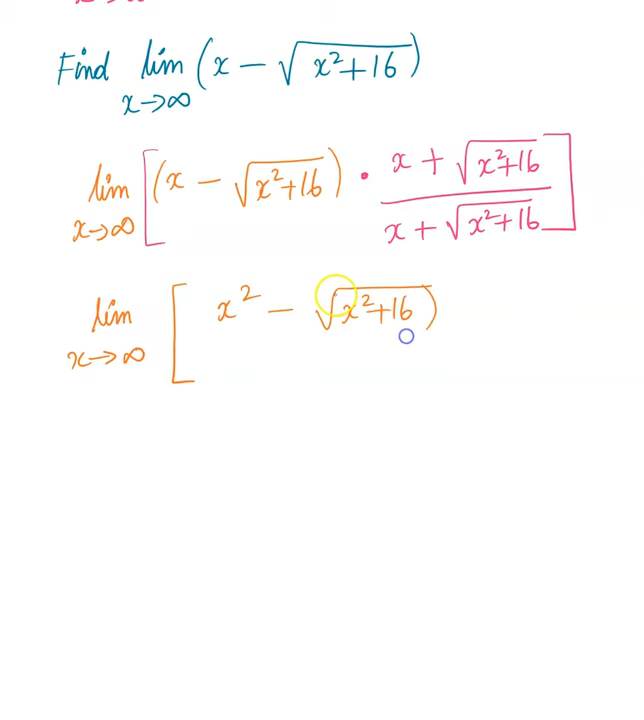 Find lim (x − √(x²+16))
x→∞
lim [(x − √(x²+16)) · (x + √(x²+16))/(x + √(x²+16))]
x→∞
lim [ x² − √(x²+16) )
x→∞